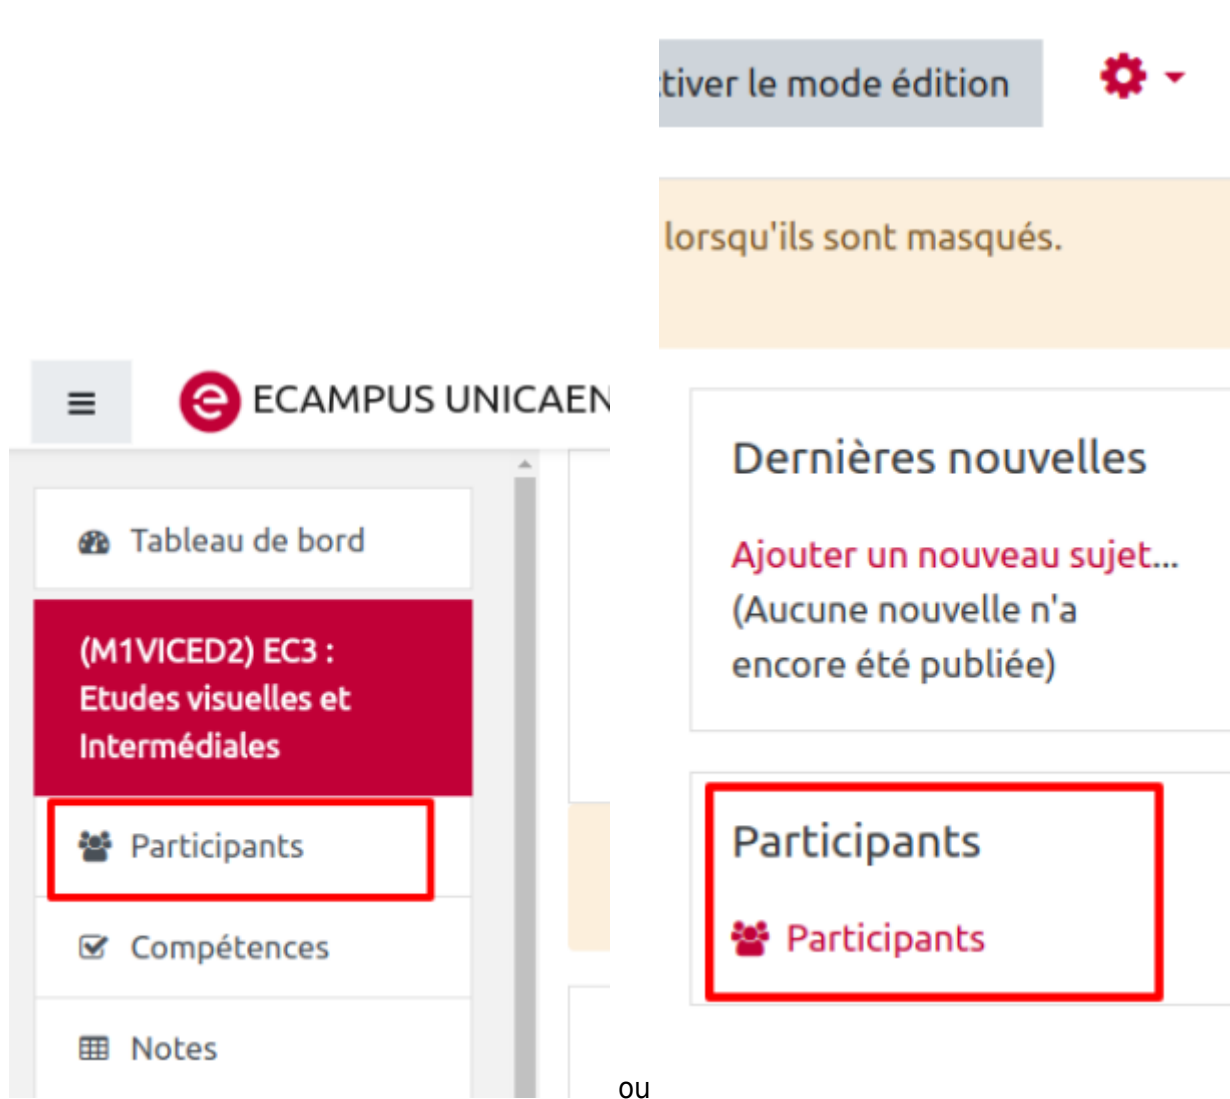 ECAMPUS UNICAEN
Tableau de bord
(M1VICED2) EC3 :
Etudes visuelles et
Intermédiales
Participants
Compétences
Notes
ou
tiver le mode édition
lorsqu'ils sont masqués.
Dernières nouvelles
Ajouter un nouveau sujet...
(Aucune nouvelle n'a
encore été publiée)
Participants
Participants